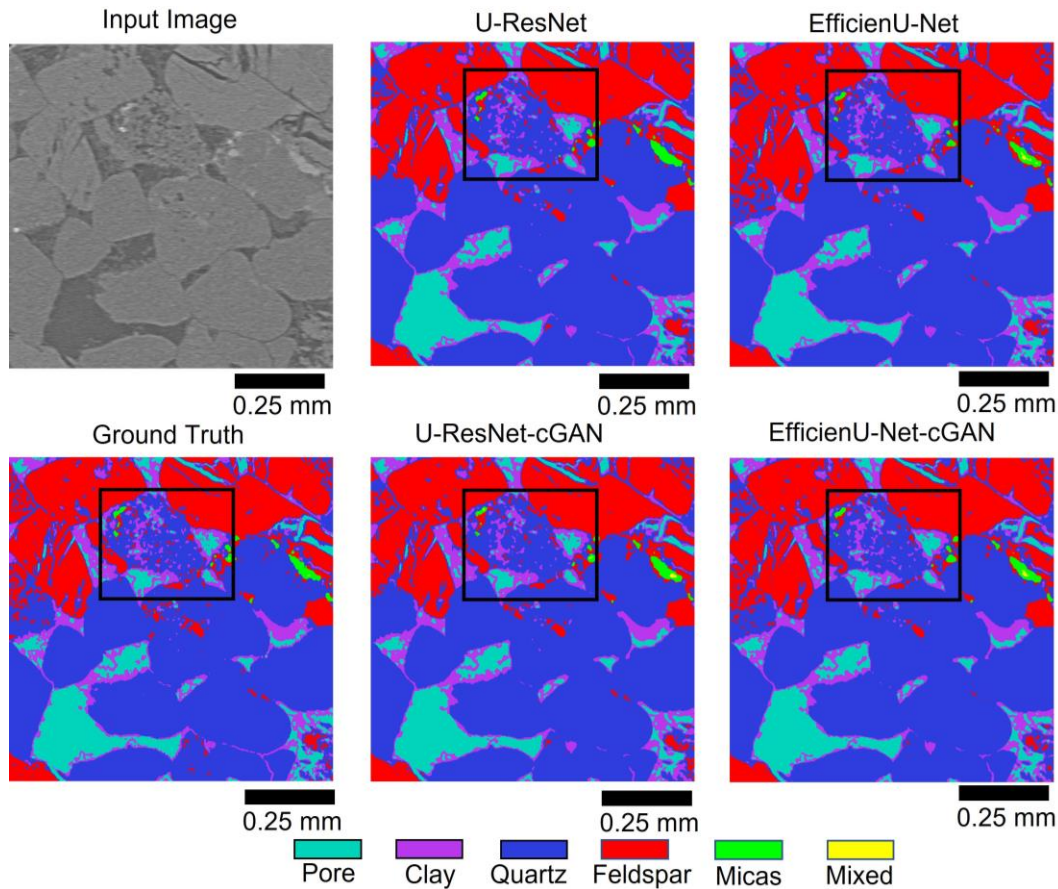 Input Image
U-ResNet
EfficienU-Net
0.25 mm
0.25 mm
0.25 mm
Ground Truth
U-ResNet-cGAN
EfficienU-Net-cGAN
0.25 mm
0.25 mm
0.25 mm
Pore
Clay
Quartz
Feldspar
Micas
Mixed